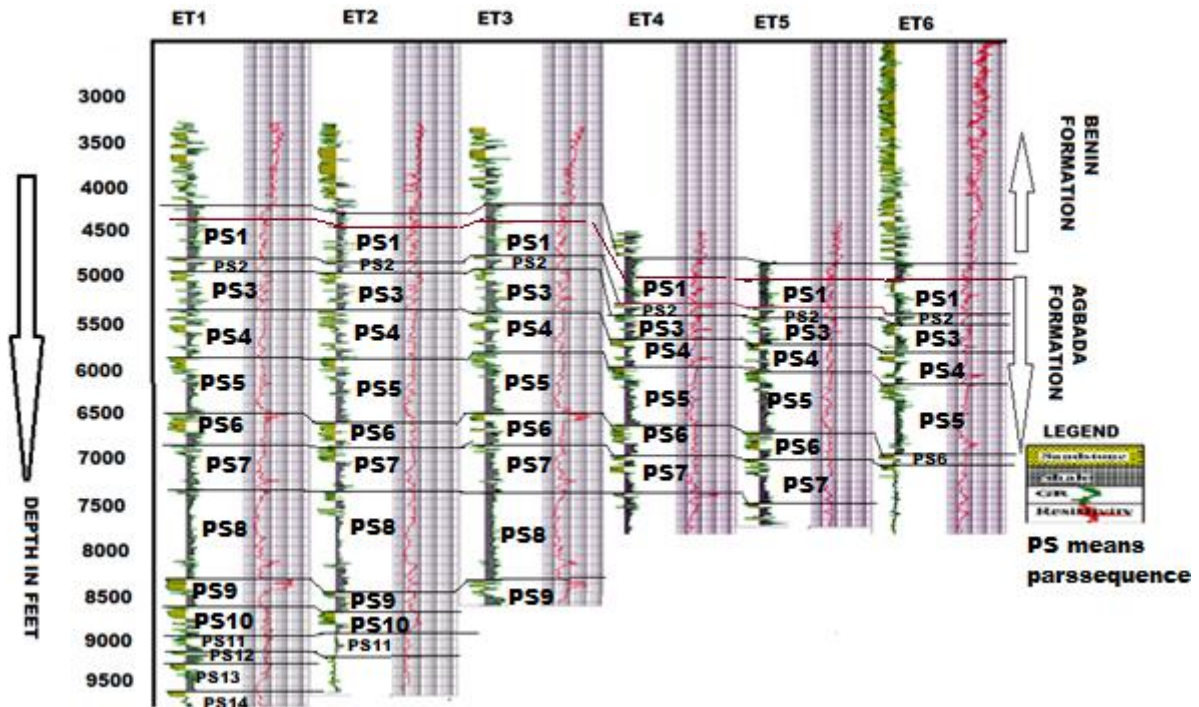 ET1 ET2 ET3 ET4 ET5 ET6
3000
3500
4000
4500
5000
5500
6000
6500
7000
7500
8000
8500
9000
9500
DEPTH IN FEET
PS1
PS2
PS3
PS4
PS5
PS6
PS7
PS8
PS9
PS10
PS11
PS12
PS13
PS14
PS1
PS2
PS3
PS4
PS5
PS6
PS7
PS8
PS9
PS10
PS11
PS1
PS2
PS3
PS4
PS5
PS6
PS7
PS8
PS9
PS1
PS2
PS3
PS4
PS5
PS6
PS7
PS1
PS2
PS3
PS4
PS5
PS6
PS7
PS1
PS2
PS3
PS4
PS5
PS6
BENIN
FORMATION
AGBADA
FORMATION
LEGEND
Sandstone
Shale
GR
Resistivity
PS means
parssequence